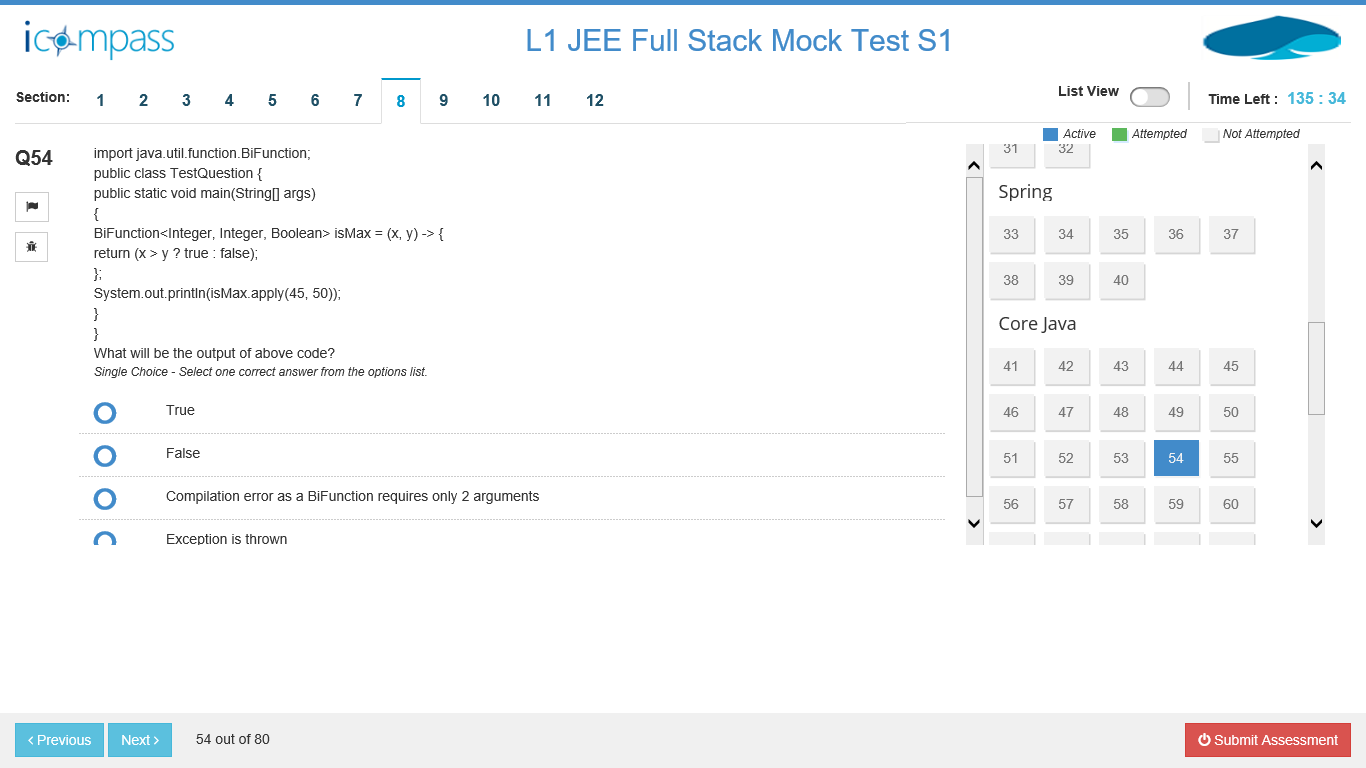 icompass
L1 JEE Full Stack Mock Test S1
Section: 1 2 3 4 5 6 7 8 9 10 11 12
List View
Time Left : 135 : 34
Active Attempted Not Attempted
Q54
import java.util.function.BiFunction;
public class TestQuestion {
public static void main(String[] args)
{
BiFunction<Integer, Integer, Boolean> isMax = (x, y) -> {
return (x > y ? true : false);
};
System.out.println(isMax.apply(45, 50));
}
}
What will be the output of above code?
Single Choice - Select one correct answer from the options list.
True
False
Compilation error as a BiFunction requires only 2 arguments
Exception is thrown
31 32
Spring
33 34 35 36 37
38 39 40
Core Java
41 42 43 44 45
46 47 48 49 50
51 52 53 54 55
56 57 58 59 60
‹ Previous
Next ›
54 out of 80
Submit Assessment